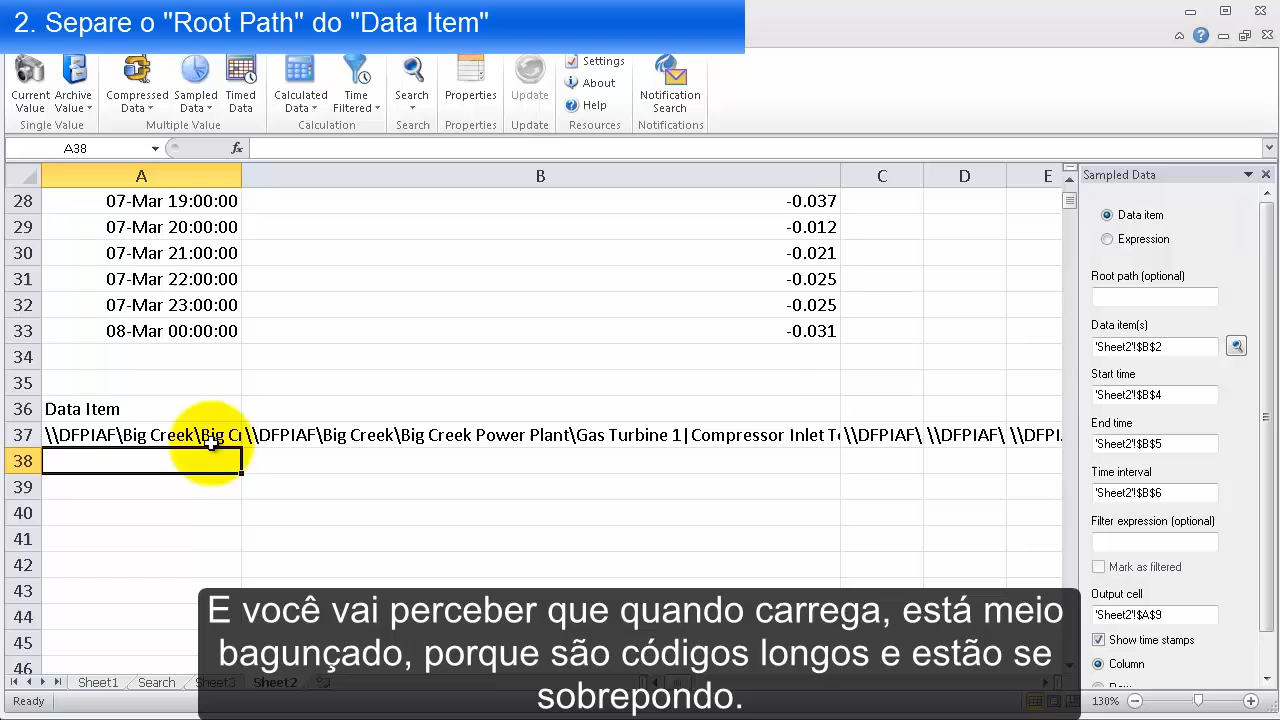 2. Separe o "Root Path" do "Data Item"
Current Value
Archive Value
Compressed Data
Sampled Data
Timed Data
Calculated Data
Time Filtered
Search
Properties
Update
Settings
About
Help
Notification Search
Single Value
Multiple Value
Calculation
Search
Properties
Update
Resources
Notifications
A38
fx
A B C D E
28 07-Mar 19:00:00 -0.037
29 07-Mar 20:00:00 -0.012
30 07-Mar 21:00:00 -0.021
31 07-Mar 22:00:00 -0.025
32 07-Mar 23:00:00 -0.025
33 08-Mar 00:00:00 -0.031
34
35
36 Data Item
37 \\DFPIAF\Big Creek\Big Cr \\DFPIAF\Big Creek\Big Creek Power Plant\Gas Turbine 1|Compressor Inlet Te \\DFPIAF\ \\DFPIAF\ \\DFPI
38
39
40
41
42
43
44
45
46
Sampled Data
Data item
Expression
Root path (optional)
Data item(s)
'Sheet2'!$B$2
Start time
'Sheet2'!$B$4
End time
'Sheet2'!$B$5
Time interval
'Sheet2'!$B$6
Filter expression (optional)
Mark as filtered
Output cell
'Sheet2'!$A$9
Show time stamps
Column
E você vai perceber que quando carrega, está meio
bagunçado, porque são códigos longos e estão se
sobrepondo.
Sheet1 Search Sheet3 Sheet2
Ready
130%